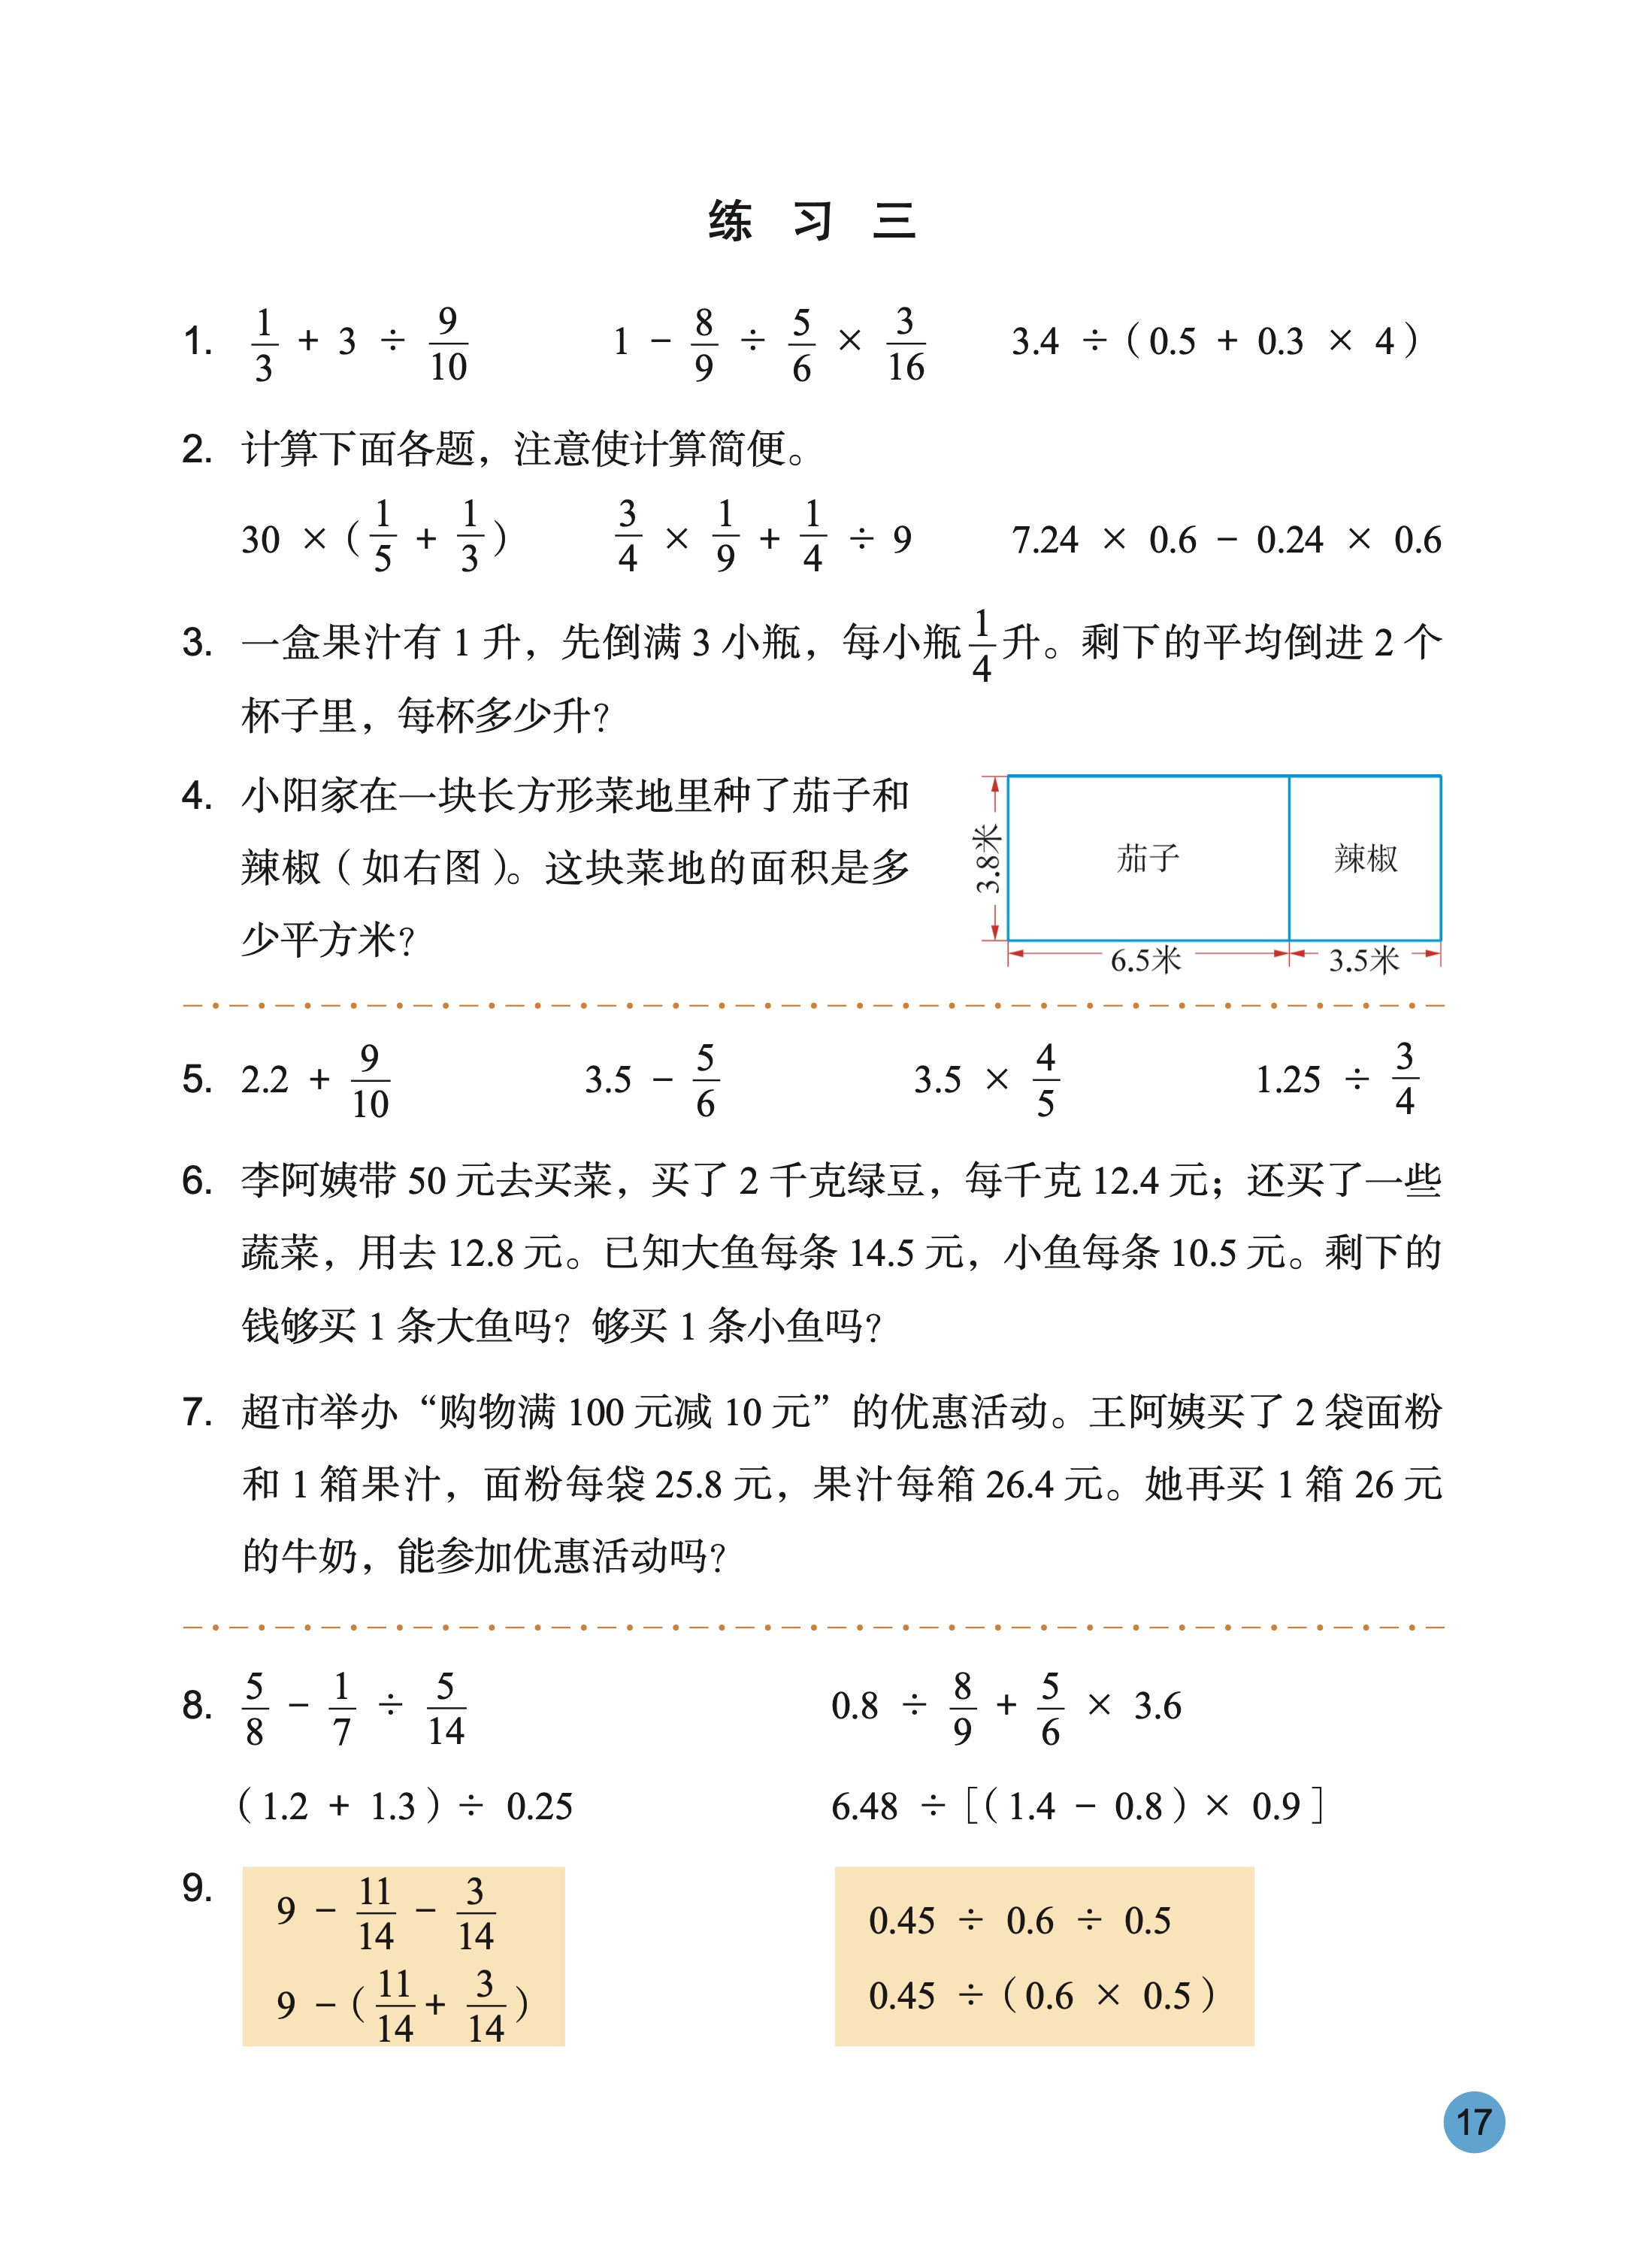 练 习 三
1. 1/3 + 3 ÷ 9/10 1 − 8/9 ÷ 5/6 × 3/16 3.4 ÷（0.5 + 0.3 × 4）
2. 计算下面各题，注意使计算简便。
30 ×（1/5 + 1/3） 3/4 × 1/9 + 1/4 ÷ 9 7.24 × 0.6 − 0.24 × 0.6
3. 一盒果汁有 1 升，先倒满 3 小瓶，每小瓶 1/4 升。剩下的平均倒进 2 个
杯子里，每杯多少升？
4. 小阳家在一块长方形菜地里种了茄子和
辣椒（如右图）。这块菜地的面积是多
少平方米？
3.8米
茄子 辣椒
6.5米 3.5米
5. 2.2 + 9/10 3.5 − 5/6 3.5 × 4/5 1.25 ÷ 3/4
6. 李阿姨带 50 元去买菜，买了 2 千克绿豆，每千克 12.4 元；还买了一些
蔬菜，用去 12.8 元。已知大鱼每条 14.5 元，小鱼每条 10.5 元。剩下的
钱够买 1 条大鱼吗？够买 1 条小鱼吗？
7. 超市举办“购物满 100 元减 10 元”的优惠活动。王阿姨买了 2 袋面粉
和 1 箱果汁，面粉每袋 25.8 元，果汁每箱 26.4 元。她再买 1 箱 26 元
的牛奶，能参加优惠活动吗？
8. 5/8 − 1/7 ÷ 5/14 0.8 ÷ 8/9 + 5/6 × 3.6
（1.2 + 1.3）÷ 0.25 6.48 ÷［（1.4 − 0.8）× 0.9］
9. 9 − 11/14 − 3/14 0.45 ÷ 0.6 ÷ 0.5
9 −（11/14 + 3/14） 0.45 ÷（0.6 × 0.5）
17